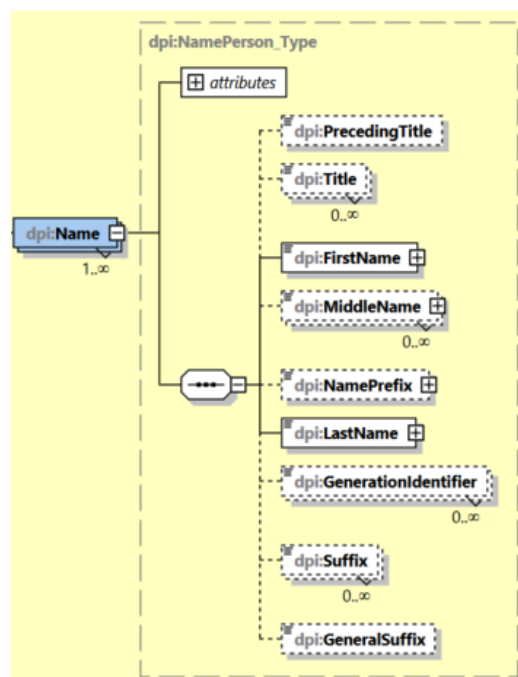 dpi:NamePerson_Type
attributes
dpi:PrecedingTitle
dpi:Title
0..∞
dpi:Name
1..∞
dpi:FirstName
dpi:MiddleName
0..∞
dpi:NamePrefix
dpi:LastName
dpi:GenerationIdentifier
0..∞
dpi:Suffix
0..∞
dpi:GeneralSuffix